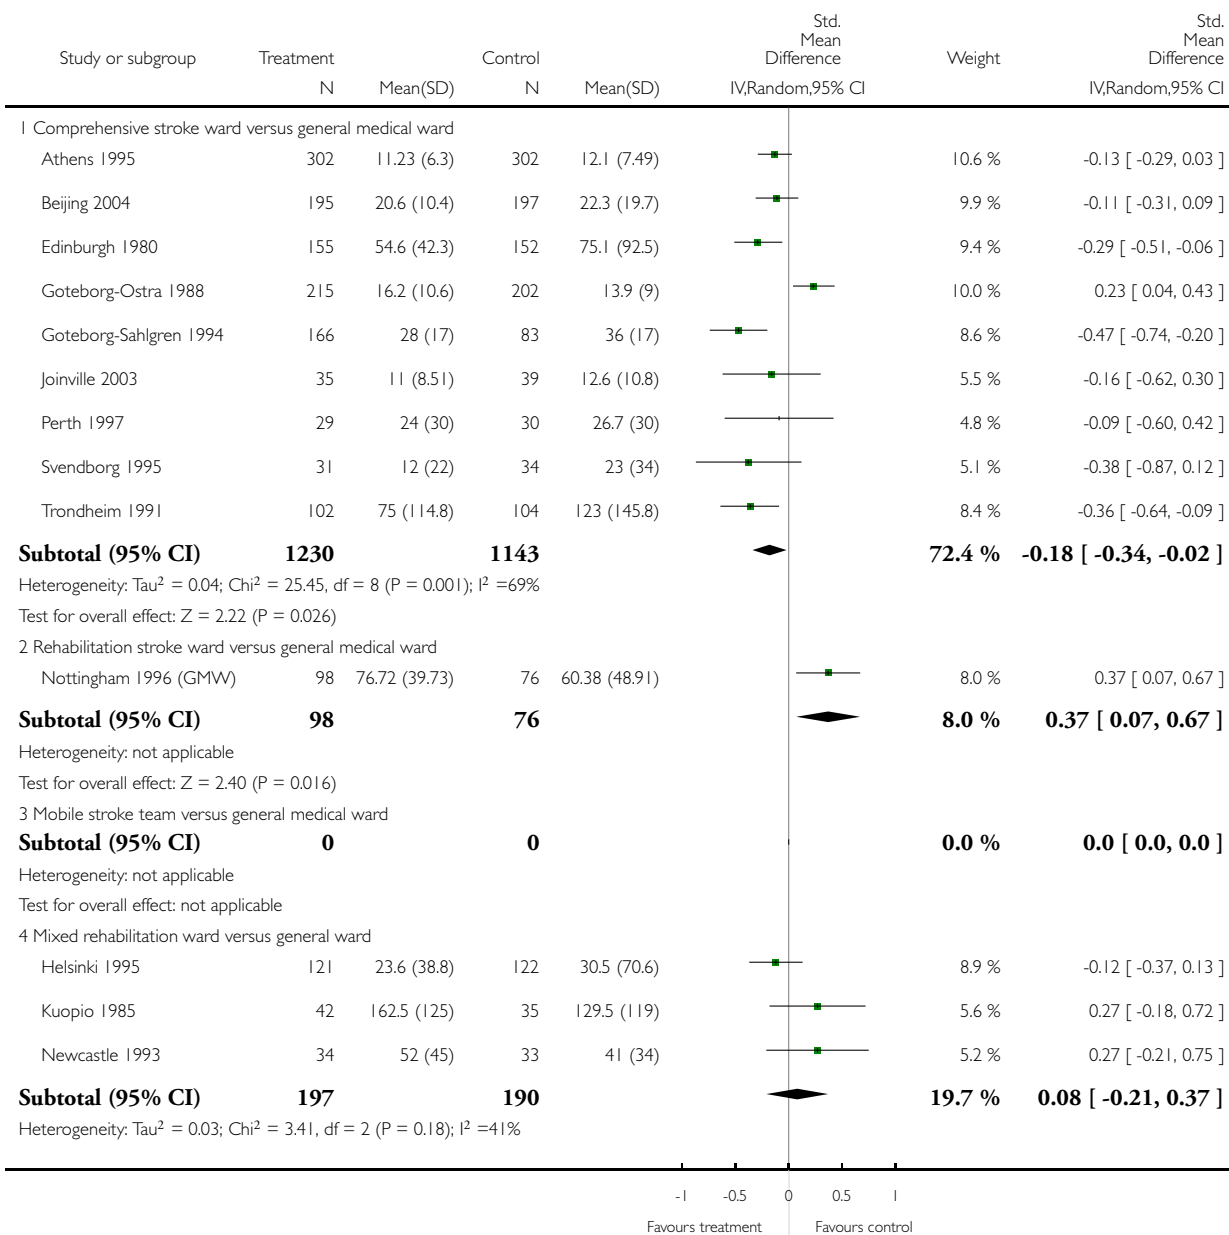 Study or subgroup Treatment Control Std. Mean Difference Weight Std. Mean Difference
N Mean(SD) N Mean(SD) IV,Random,95% CI IV,Random,95% CI
1 Comprehensive stroke ward versus general medical ward
Athens 1995 302 11.23 (6.3) 302 12.1 (7.49) 10.6 % -0.13 [ -0.29, 0.03 ]
Beijing 2004 195 20.6 (10.4) 197 22.3 (19.7) 9.9 % -0.11 [ -0.31, 0.09 ]
Edinburgh 1980 155 54.6 (42.3) 152 75.1 (92.5) 9.4 % -0.29 [ -0.51, -0.06 ]
Goteborg-Ostra 1988 215 16.2 (10.6) 202 13.9 (9) 10.0 % 0.23 [ 0.04, 0.43 ]
Goteborg-Sahlgren 1994 166 28 (17) 83 36 (17) 8.6 % -0.47 [ -0.74, -0.20 ]
Joinville 2003 35 11 (8.51) 39 12.6 (10.8) 5.5 % -0.16 [ -0.62, 0.30 ]
Perth 1997 29 24 (30) 30 26.7 (30) 4.8 % -0.09 [ -0.60, 0.42 ]
Svendborg 1995 31 12 (22) 34 23 (34) 5.1 % -0.38 [ -0.87, 0.12 ]
Trondheim 1991 102 75 (114.8) 104 123 (145.8) 8.4 % -0.36 [ -0.64, -0.09 ]
Subtotal (95% CI) 1230 1143 72.4 % -0.18 [ -0.34, -0.02 ]
Heterogeneity: Tau² = 0.04; Chi² = 25.45, df = 8 (P = 0.001); I² =69%
Test for overall effect: Z = 2.22 (P = 0.026)
2 Rehabilitation stroke ward versus general medical ward
Nottingham 1996 (GMW) 98 76.72 (39.73) 76 60.38 (48.91) 8.0 % 0.37 [ 0.07, 0.67 ]
Subtotal (95% CI) 98 76 8.0 % 0.37 [ 0.07, 0.67 ]
Heterogeneity: not applicable
Test for overall effect: Z = 2.40 (P = 0.016)
3 Mobile stroke team versus general medical ward
Subtotal (95% CI) 0 0 0.0 % 0.0 [ 0.0, 0.0 ]
Heterogeneity: not applicable
Test for overall effect: not applicable
4 Mixed rehabilitation ward versus general ward
Helsinki 1995 121 23.6 (38.8) 122 30.5 (70.6) 8.9 % -0.12 [ -0.37, 0.13 ]
Kuopio 1985 42 162.5 (125) 35 129.5 (119) 5.6 % 0.27 [ -0.18, 0.72 ]
Newcastle 1993 34 52 (45) 33 41 (34) 5.2 % 0.27 [ -0.21, 0.75 ]
Subtotal (95% CI) 197 190 19.7 % 0.08 [ -0.21, 0.37 ]
Heterogeneity: Tau² = 0.03; Chi² = 3.41, df = 2 (P = 0.18); I² =41%
-1 -0.5 0 0.5 1
Favours treatment Favours control